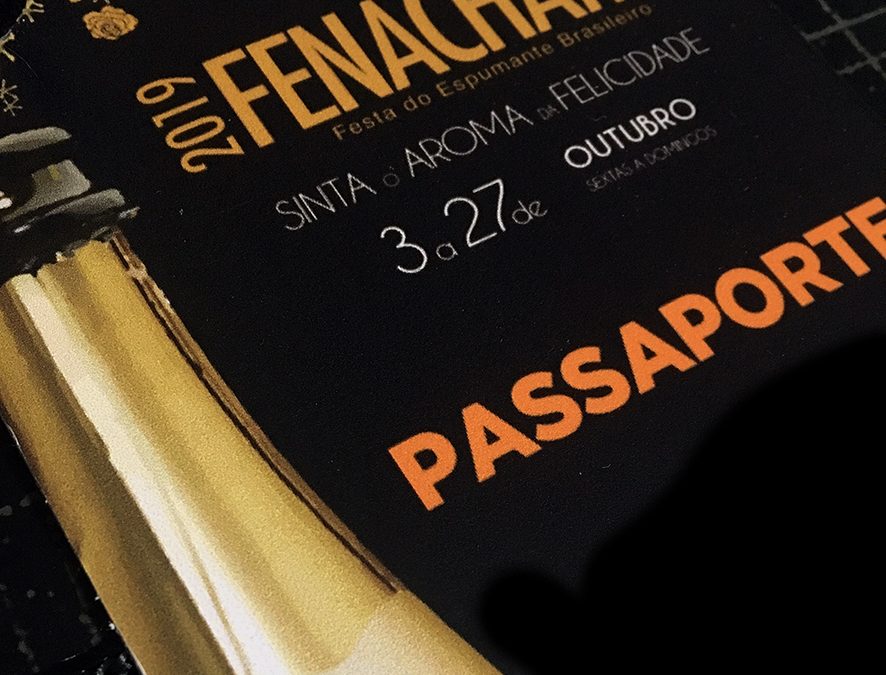 2019
FENACHAM
Festa do Espumante Brasileiro
SINTA O AROMA DA FELICIDADE
3 a 27 de OUTUBRO
SEXTAS A DOMINGOS
PASSAPORTE